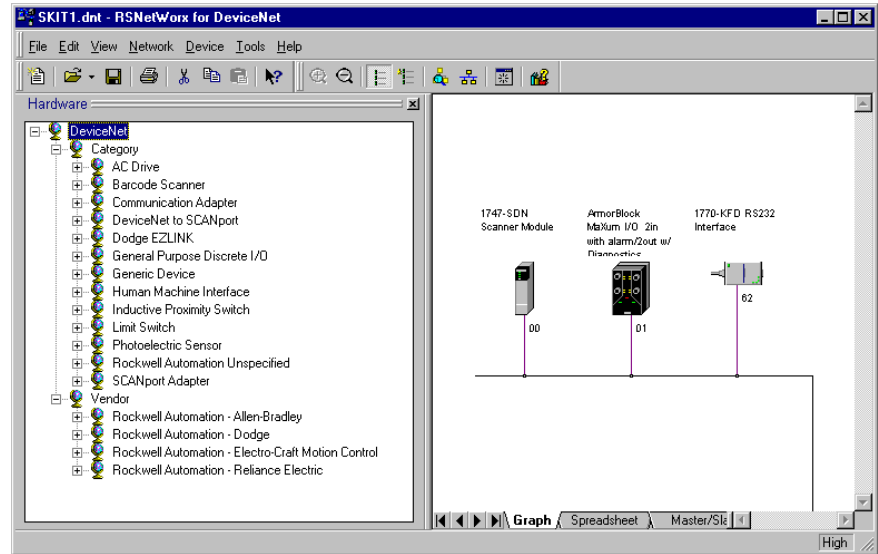 SKIT1.dnt - RSNetWorx for DeviceNet
File Edit View Network Device Tools Help
Hardware
DeviceNet
Category
AC Drive
Barcode Scanner
Communication Adapter
DeviceNet to SCANport
Dodge EZLINK
General Purpose Discrete I/O
Generic Device
Human Machine Interface
Inductive Proximity Switch
Limit Switch
Photoelectric Sensor
Rockwell Automation Unspecified
SCANport Adapter
Vendor
Rockwell Automation - Allen-Bradley
Rockwell Automation - Dodge
Rockwell Automation - Electro-Craft Motion Control
Rockwell Automation - Reliance Electric
1747-SDN
Scanner Module
00
ArmorBlock
MaXum I/O 2in
with alarm/2out w/
Diagnostics
01
1770-KFD RS232
Interface
62
Graph Spreadsheet Master/Sla
High